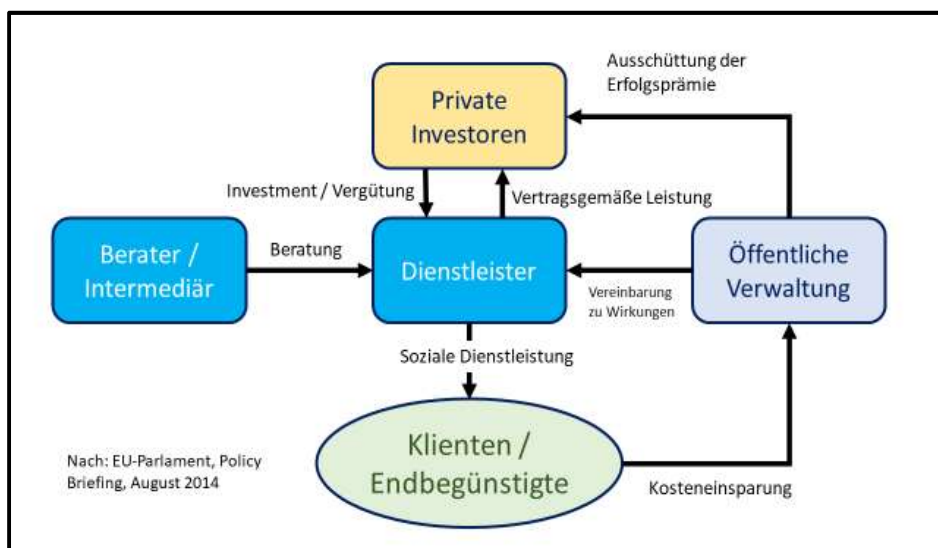 Ausschüttung der
Erfolgsprämie
Private
Investoren
Investment / Vergütung
Vertragsgemäße Leistung
Berater /
Intermediär
Beratung
Dienstleister
Öffentliche
Verwaltung
Vereinbarung
zu Wirkungen
Soziale Dienstleistung
Klienten /
Endbegünstigte
Nach: EU-Parlament, Policy
Briefing, August 2014
Kosteneinsparung